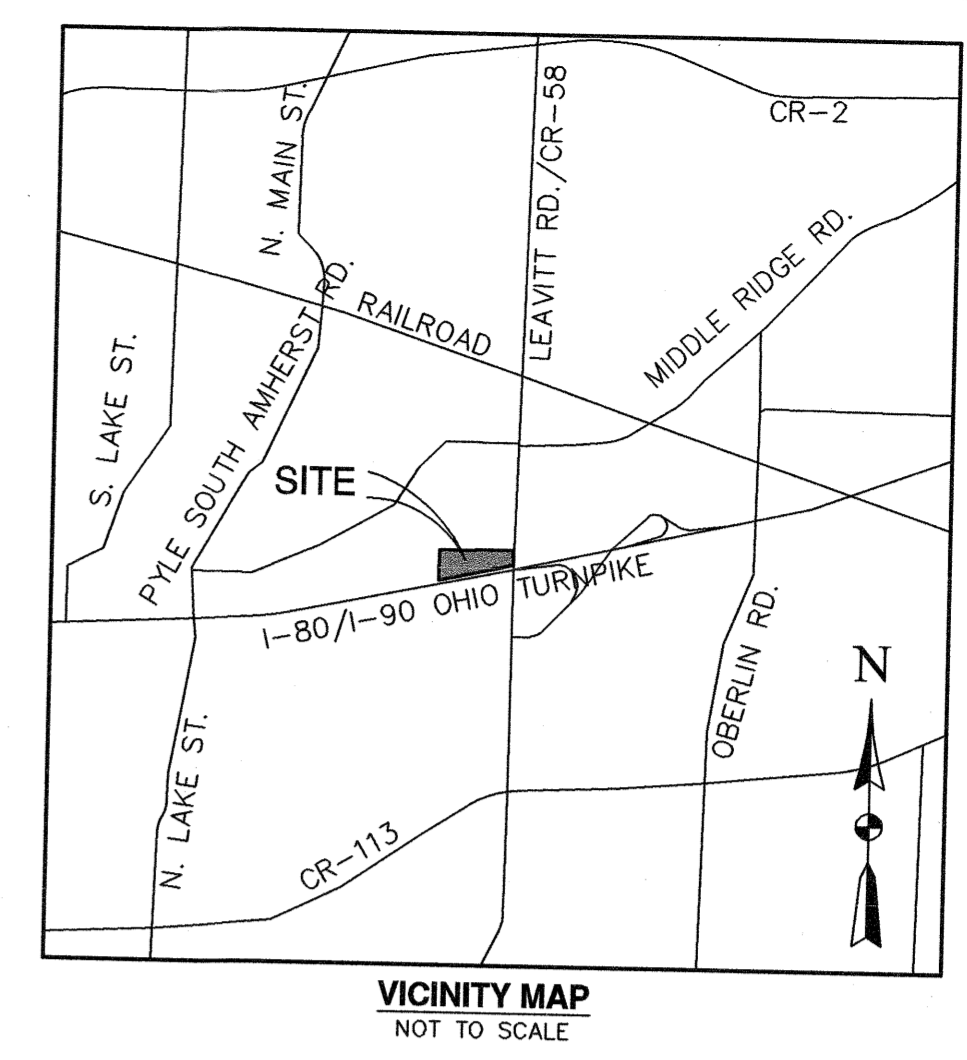 CR-2
LEAVITT RD./CR-58
N. MAIN ST.
MIDDLE RIDGE RD.
RAILROAD
PYLE SOUTH AMHERST RD.
S. LAKE ST.
SITE
I-80/I-90 OHIO TURNPIKE
OBERLIN RD.
N
N. LAKE ST.
CR-113
VICINITY MAP
NOT TO SCALE